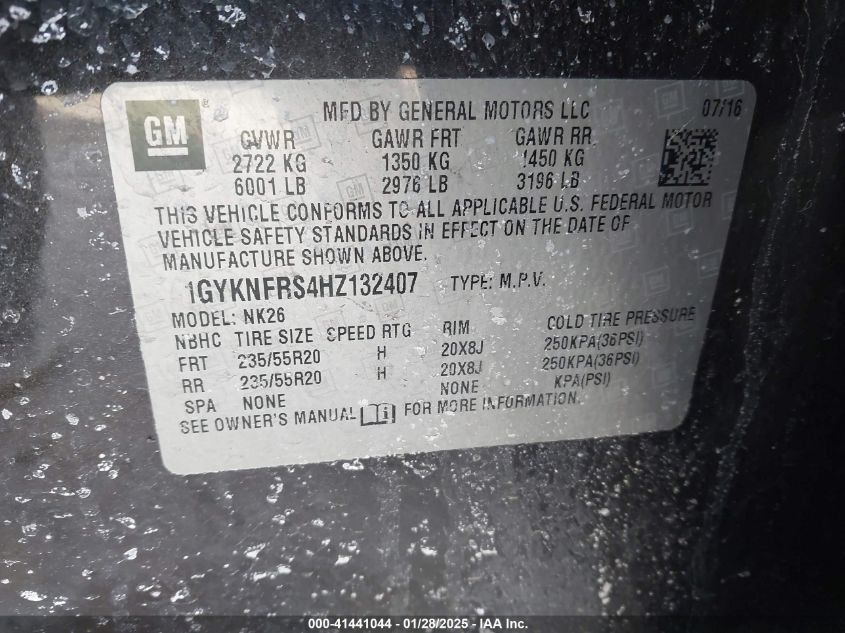 GM ® MFD BY GENERAL MOTORS LLC 07/16
GVWR GAWR FRT GAWR RR
2722 KG 1350 KG 1450 KG
6001 LB 2976 LB 3196 LB
THIS VEHICLE CONFORMS TO ALL APPLICABLE U.S. FEDERAL MOTOR
VEHICLE SAFETY STANDARDS IN EFFECT ON THE DATE OF
MANUFACTURE SHOWN ABOVE.
1GYKNFRS4HZ132407 TYPE: M.P.V.
MODEL: NK26
NBHC TIRE SIZE SPEED RTG RIM COLD TIRE PRESSURE
FRT 235/55R20 H 20X8J 250KPA(36PSI)
RR 235/55R20 H 20X8J 250KPA(36PSI)
SPA NONE NONE KPA(PSI)
SEE OWNER'S MANUAL i FOR MORE INFORMATION.
000-41441044 — 01/28/2025 — IAA Inc.